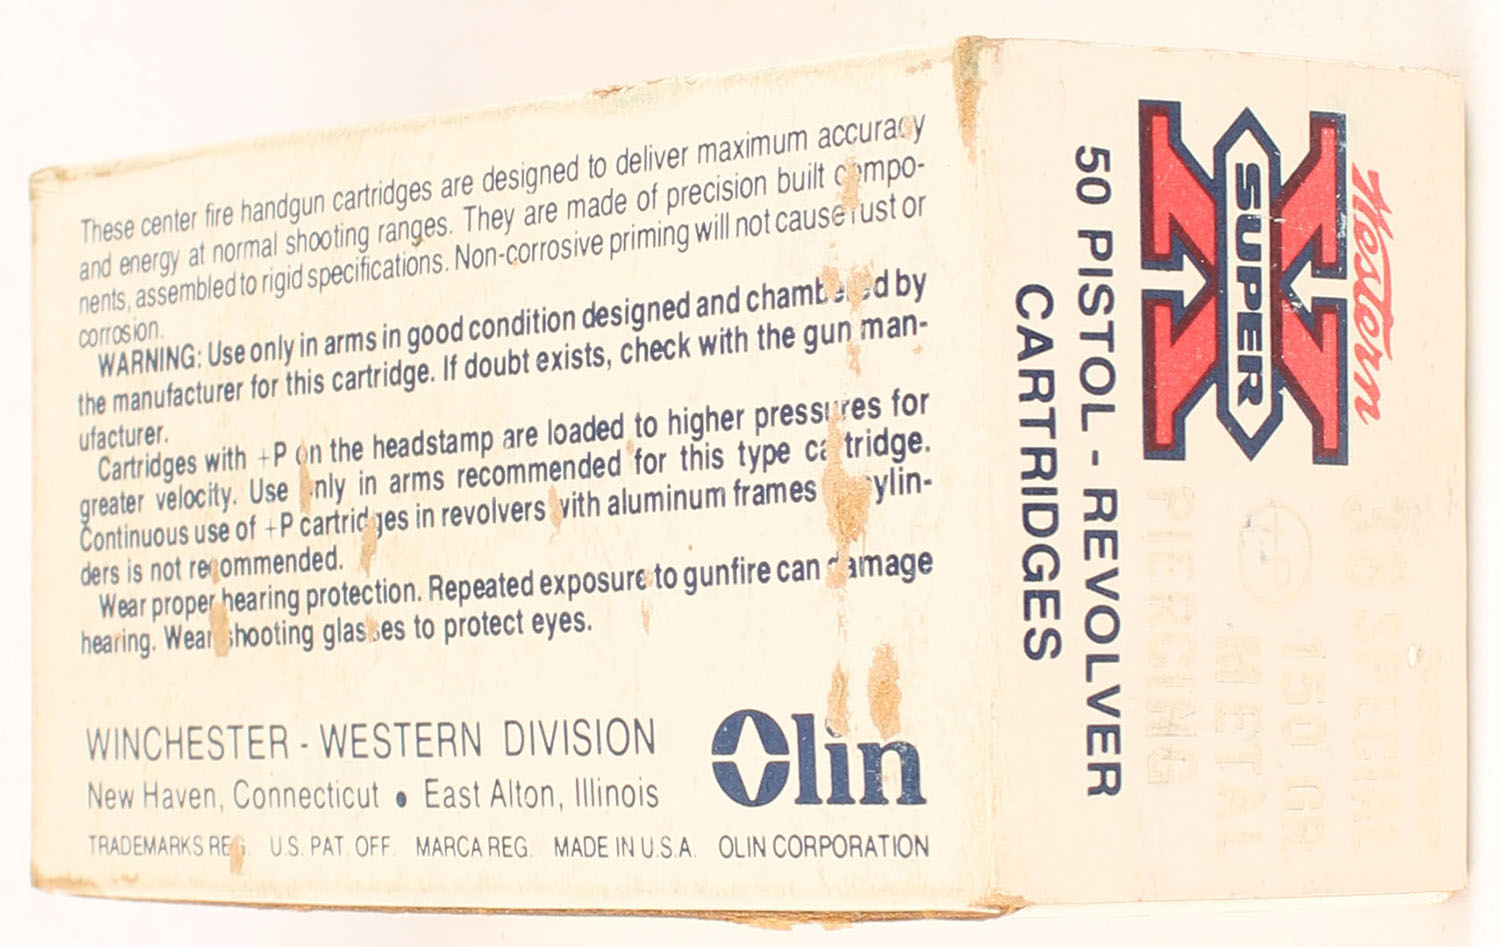 These center fire handgun cartridges are designed to deliver maximum accuracy
and energy at normal shooting ranges. They are made of precision built compo-
nents, assembled to rigid specifications. Non-corrosive priming will not cause rust or
corrosion.
WARNING: Use only in arms in good condition designed and chambered by
the manufacturer for this cartridge. If doubt exists, check with the gun man-
ufacturer.
Cartridges with +P on the headstamp are loaded to higher pressures for
greater velocity. Use only in arms recommended for this type cartridge.
Continuous use of +P cartridges in revolvers with aluminum frames cylin-
ders is not recommended.
Wear proper hearing protection. Repeated exposure to gunfire can damage
hearing. Wear shooting glasses to protect eyes.
WINCHESTER - WESTERN DIVISION
New Haven, Connecticut • East Alton, Illinois
Olin
TRADEMARKS REG. U.S. PAT. OFF. MARCA REG. MADE IN U.S.A. OLIN CORPORATION
Western
SUPER X
50 PISTOL - REVOLVER
CARTRIDGES
38 SPECIAL
150 GR.
+P METAL
PIERCING